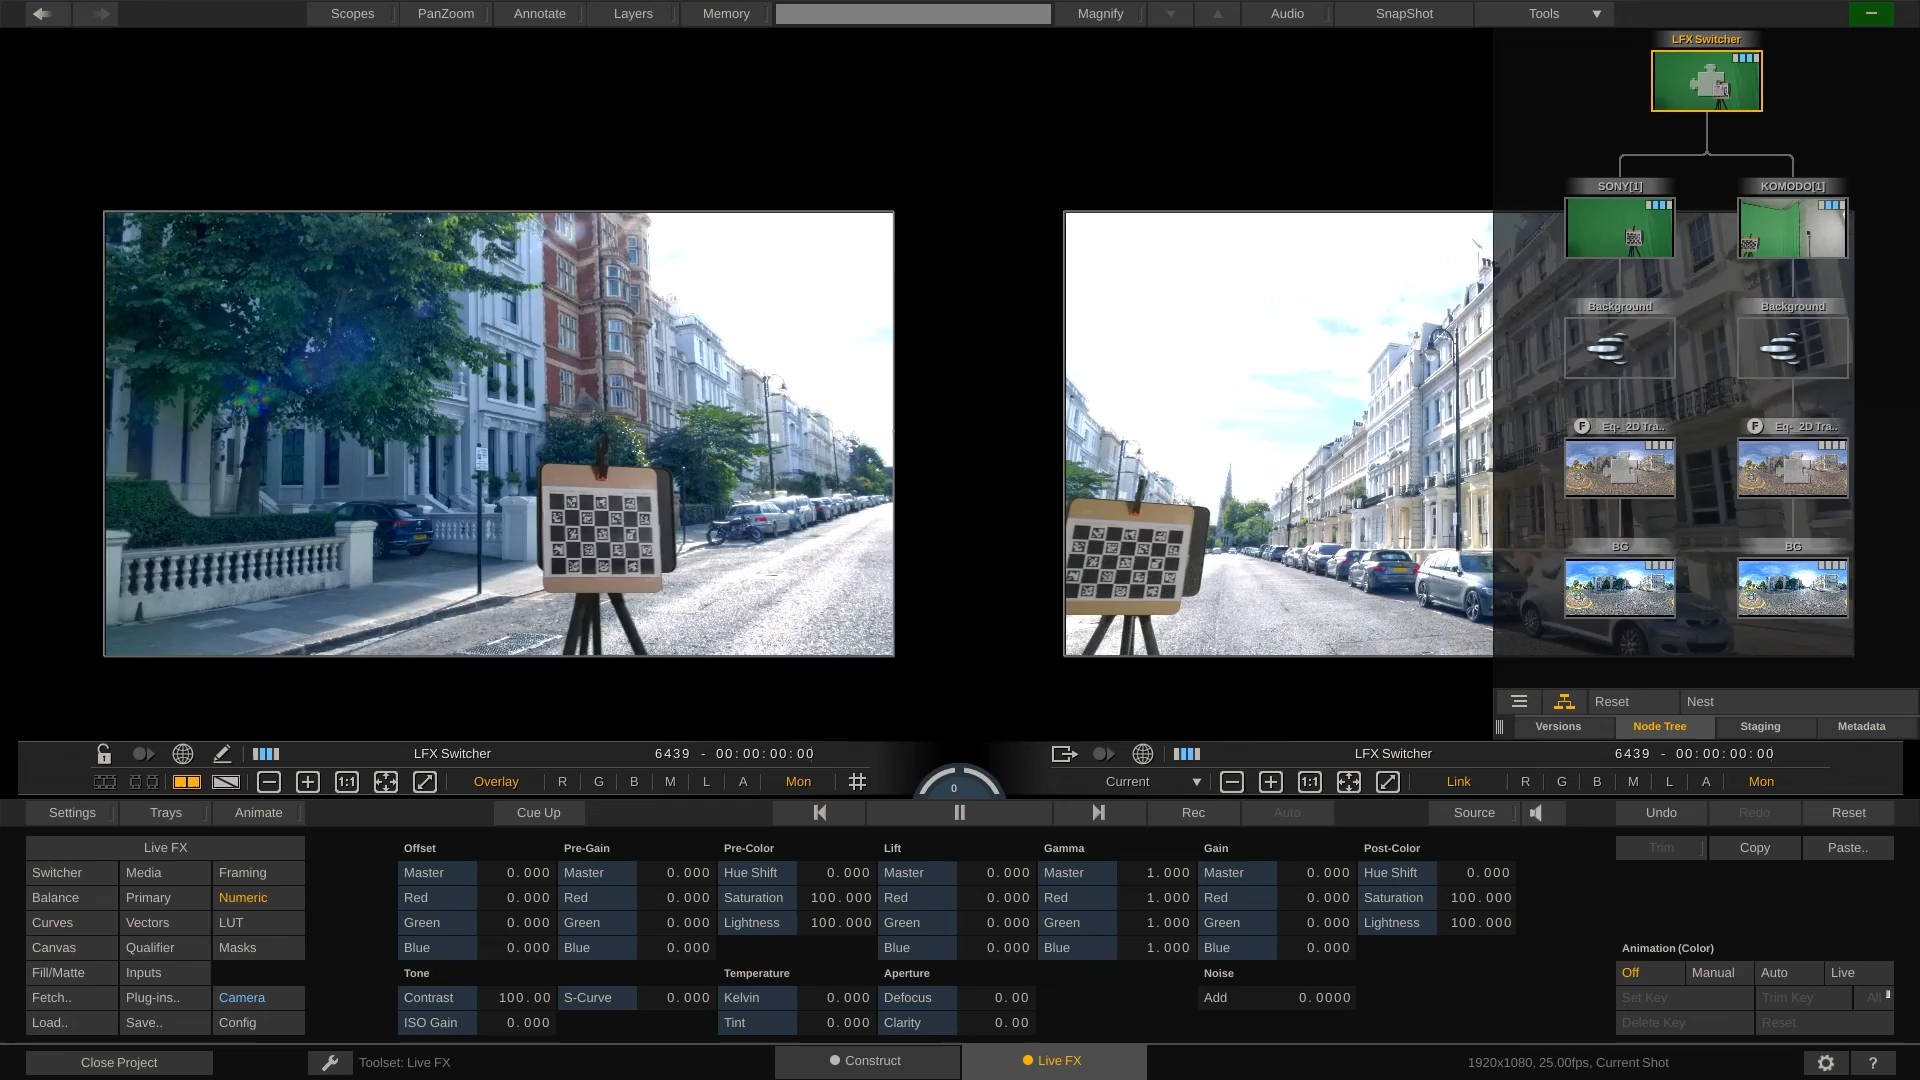 Scopes PanZoom Annotate Layers Memory Magnify Audio SnapShot Tools
LFX Switcher
SONY[1] KOMODO[1]
Background Background
F Eq- 2D Tra.. F Eq- 2D Tra..
BG BG
Reset Nest
Versions Node Tree Staging Metadata
LFX Switcher 6439 - 00:00:00:00 LFX Switcher 6439 - 00:00:00:00
1:1 Overlay R G B M L A Mon 0 Current 1:1 Link R G B M L A Mon
Settings Trays Animate Cue Up Rec Auto Source Undo Redo Reset
Live FX Offset Pre-Gain Pre-Color Lift Gamma Gain Post-Color Trim Copy Paste..
Switcher Media Framing Master 0.000 Master 0.000 Hue Shift 0.000 Master 0.000 Master 1.000 Master 0.000 Hue Shift 0.000
Balance Primary Numeric Red 0.000 Red 0.000 Saturation 100.000 Red 0.000 Red 1.000 Red 0.000 Saturation 100.000
Curves Vectors LUT Green 0.000 Green 0.000 Lightness 100.000 Green 0.000 Green 1.000 Green 0.000 Lightness 100.000
Canvas Qualifier Masks Blue 0.000 Blue 0.000 Blue 0.000 Blue 1.000 Blue 0.000 Animation (Color)
Fill/Matte Inputs Tone Temperature Aperture Noise Off Manual Auto Live
Fetch.. Plug-ins.. Camera Contrast 100.00 S-Curve 0.000 Kelvin 0.000 Defocus 0.00 Add 0.0000 Set Key Trim Key All
Load.. Save.. Config ISO Gain 0.000 Tint 0.000 Clarity 0.00 Delete Key Reset
Close Project Toolset: Live FX Construct Live FX 1920x1080, 25.00fps, Current Shot ?